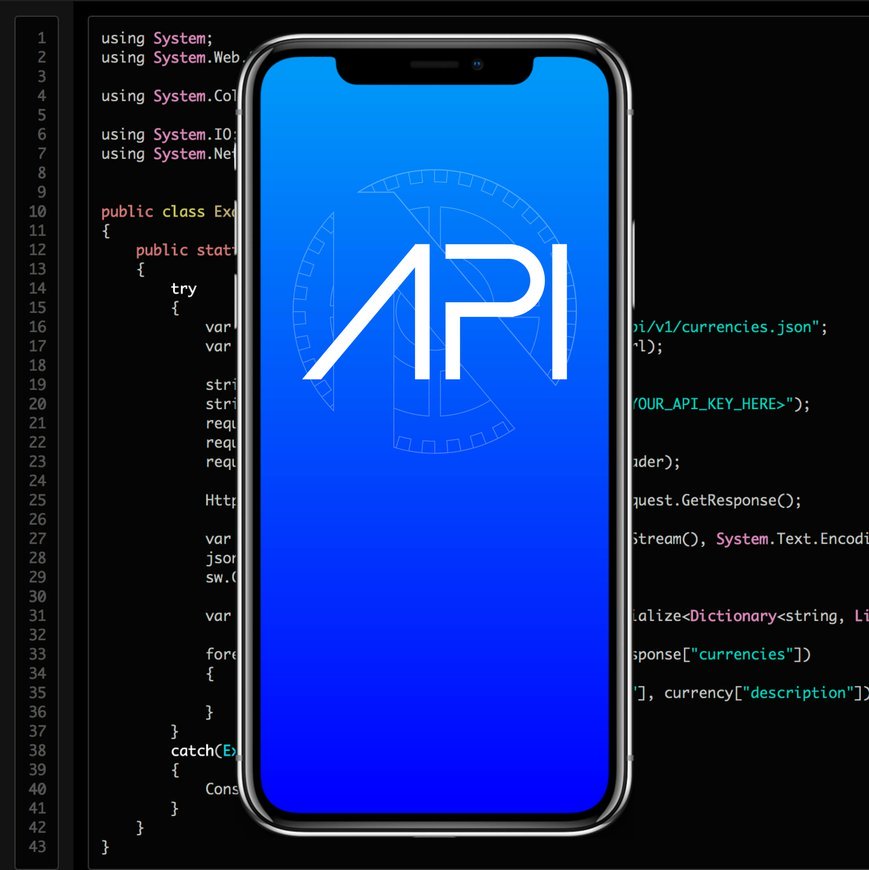 1 using System;
2 using System.Web.
3
4 using System.Col
5
6 using System.IO
7 using System.Net
8
9
10 public class Exa
11 {
12 public stat
13 {
14 try
15 {
16 var pi/v1/currencies.json";
17 var rl);
18
19 stri
20 stri YOUR_API_KEY_HERE>");
21 requ
22 requ
23 requ ader);
24
25 Http quest.GetResponse();
26
27 var Stream(), System.Text.Encodi
28 json
29 sw.C
30
31 var ialize<Dictionary<string, Li
32
33 fore sponse["currencies"])
34 {
35 "], currency["description"])
36 }
37 }
38 catch(Ex
39 {
40 Cons
41 }
42 }
43 }
API